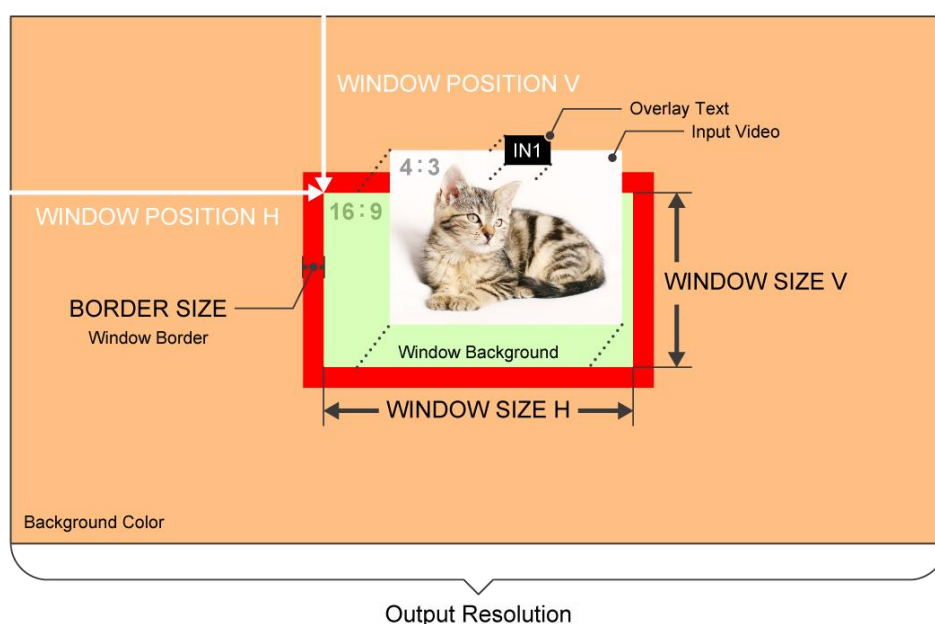 WINDOW POSITION V
Overlay Text
Input Video
IN1
4:3
16:9
WINDOW POSITION H
WINDOW SIZE V
BORDER SIZE
Window Border
Window Background
WINDOW SIZE H
Background Color
Output Resolution